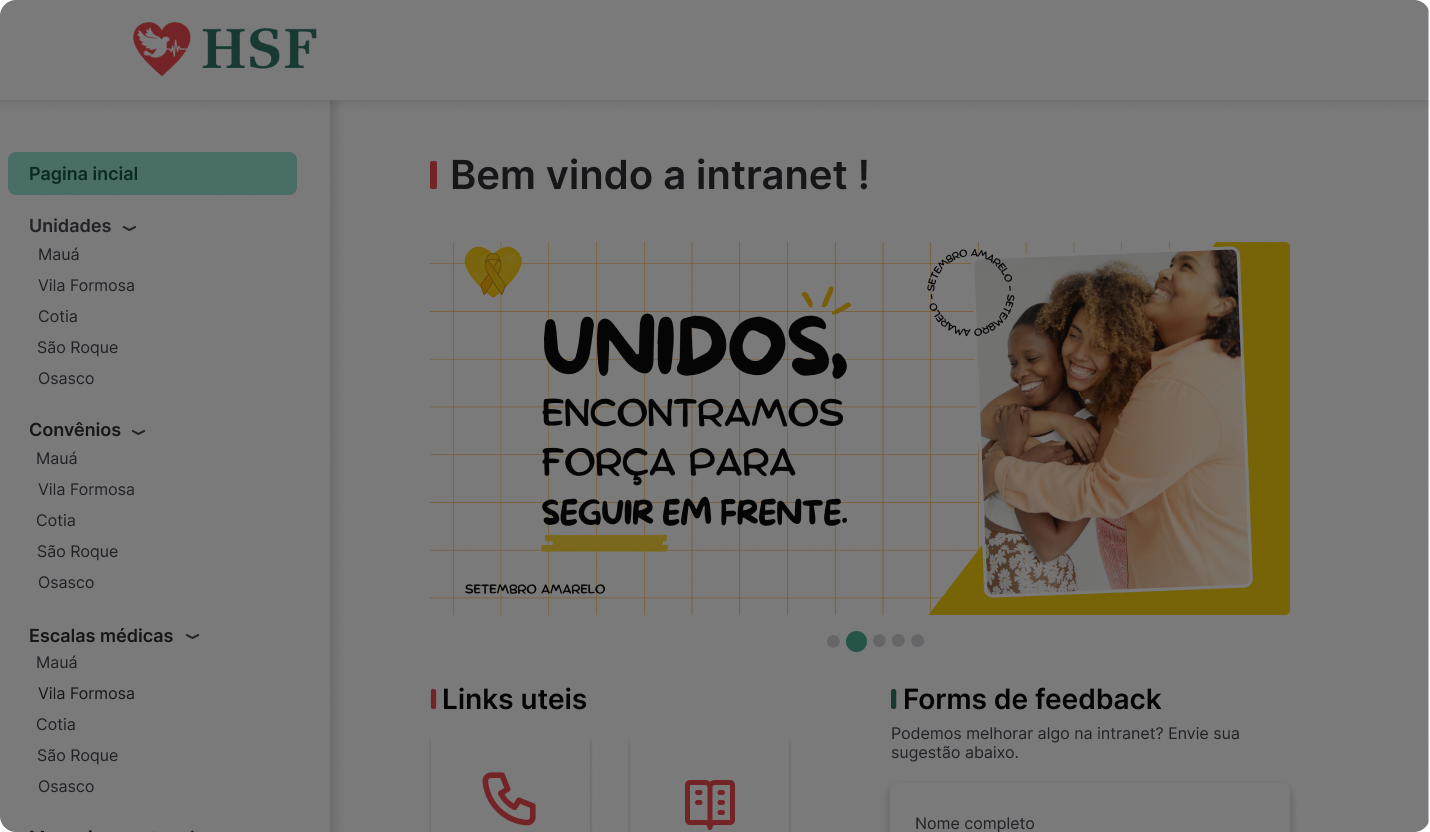 HSF
Pagina incial
Unidades
Mauá
Vila Formosa
Cotia
São Roque
Osasco
Convênios
Mauá
Vila Formosa
Cotia
São Roque
Osasco
Escalas médicas
Mauá
Vila Formosa
Cotia
São Roque
Osasco
Bem vindo a intranet !
UNIDOS,
ENCONTRAMOS
FORÇA PARA
SEGUIR EM FRENTE.
SETEMBRO AMARELO
SETEMBRO AMARELO - SETEMBRO AMARELO -
Links uteis
Forms de feedback
Podemos melhorar algo na intranet? Envie sua
sugestão abaixo.
Nome completo